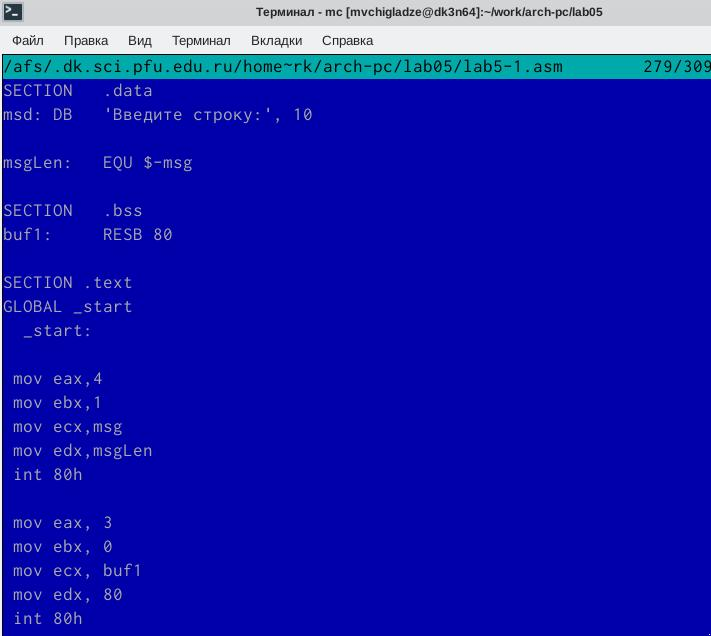 Терминал - mc [mvchigladze@dk3n64]:~/work/arch-pc/lab05
Файл Правка Вид Терминал Вкладки Справка
/afs/.dk.sci.pfu.edu.ru/home~rk/arch-pc/lab05/lab5-1.asm 279/309
SECTION .data
msd: DB 'Введите строку:', 10
msgLen: EQU $-msg
SECTION .bss
buf1: RESB 80
SECTION .text
GLOBAL _start
_start:
mov eax,4
mov ebx,1
mov ecx,msg
mov edx,msgLen
int 80h
mov eax, 3
mov ebx, 0
mov ecx, buf1
mov edx, 80
int 80h